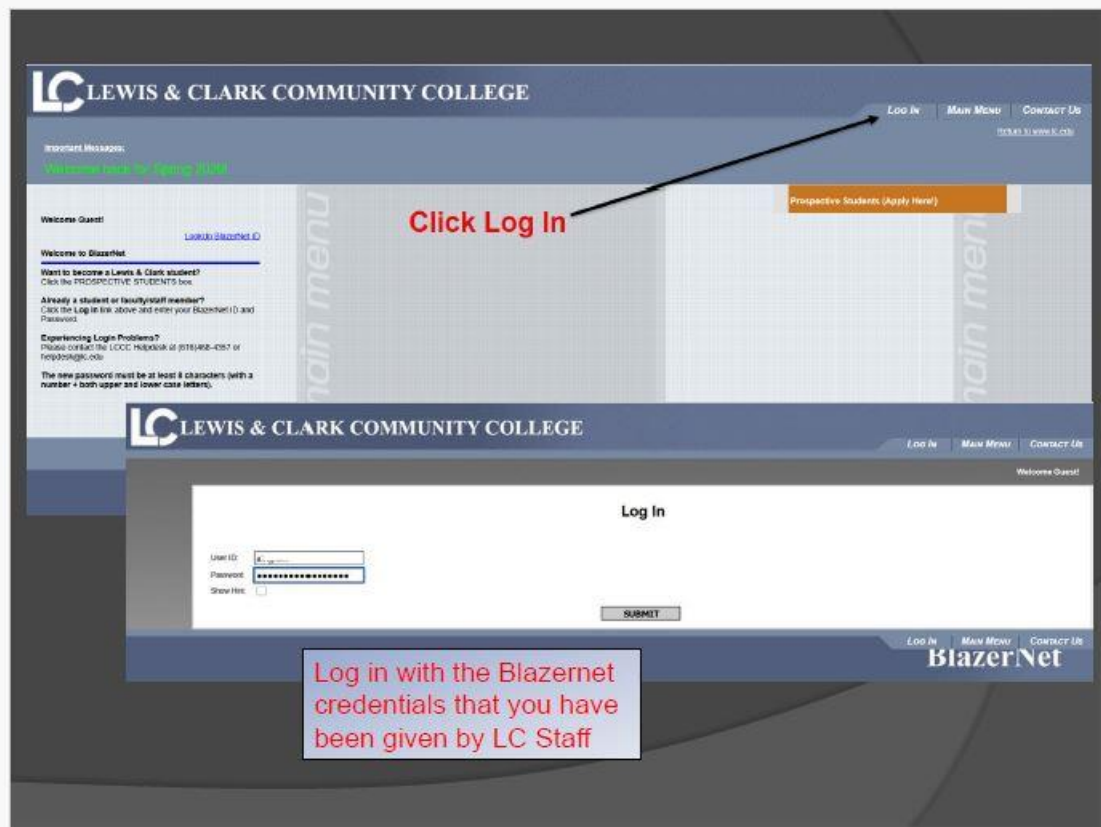 LC LEWIS & CLARK COMMUNITY COLLEGE
LOG IN MAIN MENU CONTACT US
Return to www.lc.edu
Important Messages:
Welcome back for Spring 2020!
Click Log In
Prospective Students (Apply Here!)
Welcome Guest!
LookUp BlazerNet ID
Welcome to BlazerNet
Want to become a Lewis & Clark student?
Click the PROSPECTIVE STUDENTS box.
Already a student or faculty/staff member?
Click the Log In link above and enter your BlazerNet ID and
Password.
Experiencing Login Problems?
Please contact the LCCC Helpdesk at (618)468-4357 or
helpdesk@lc.edu
The new password must be at least 8 characters (with a
number + both upper and lower case letters).
main menu
main menu
LC LEWIS & CLARK COMMUNITY COLLEGE
LOG IN MAIN MENU CONTACT US
Welcome Guest!
Log In
User ID:
Password:
Show Hint:
SUBMIT
LOG IN MAIN MENU CONTACT US
BlazerNet
Log in with the Blazernet
credentials that you have
been given by LC Staff